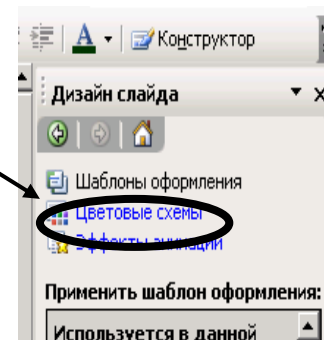 А Конструктор
Дизайн слайда
Шаблоны оформления
Цветовые схемы
Эффекты анимации
Применить шаблон оформления:
Используется в данной